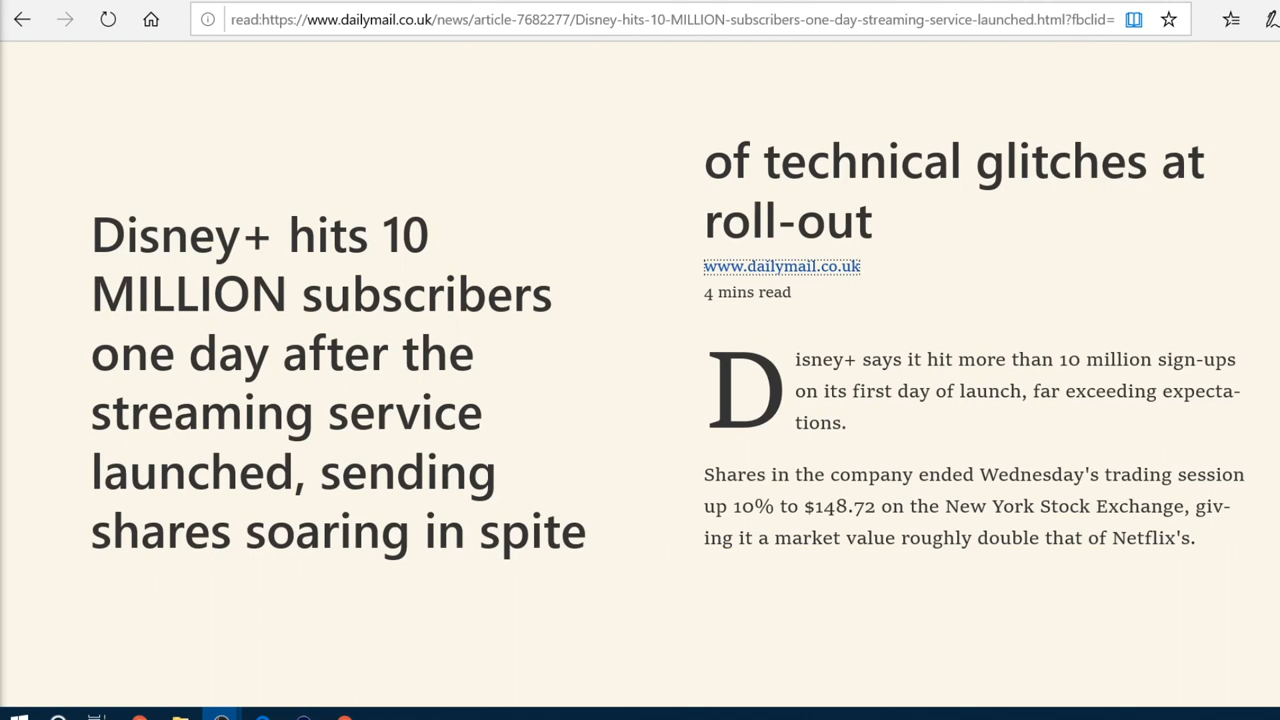 read:https://www.dailymail.co.uk/news/article-7682277/Disney-hits-10-MILLION-subscribers-one-day-streaming-service-launched.html?fbclid=
Disney+ hits 10
MILLION subscribers
one day after the
streaming service
launched, sending
shares soaring in spite
of technical glitches at
roll-out
www.dailymail.co.uk
4 mins read
Disney+ says it hit more than 10 million sign-ups
on its first day of launch, far exceeding expecta-
tions.
Shares in the company ended Wednesday's trading session
up 10% to $148.72 on the New York Stock Exchange, giv-
ing it a market value roughly double that of Netflix's.